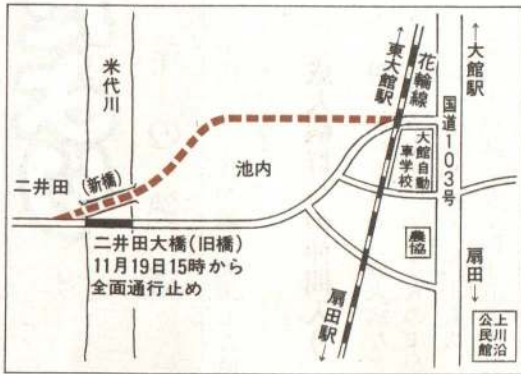 米代川
二井田
(新橋)
池内
二井田大橋(旧橋)
11月19日15時から
全面通行止め
東大館駅
花輪線
扇田駅
国道103号
大館自動
車学校
農協
大館駅
扇田
上川沿
公民館